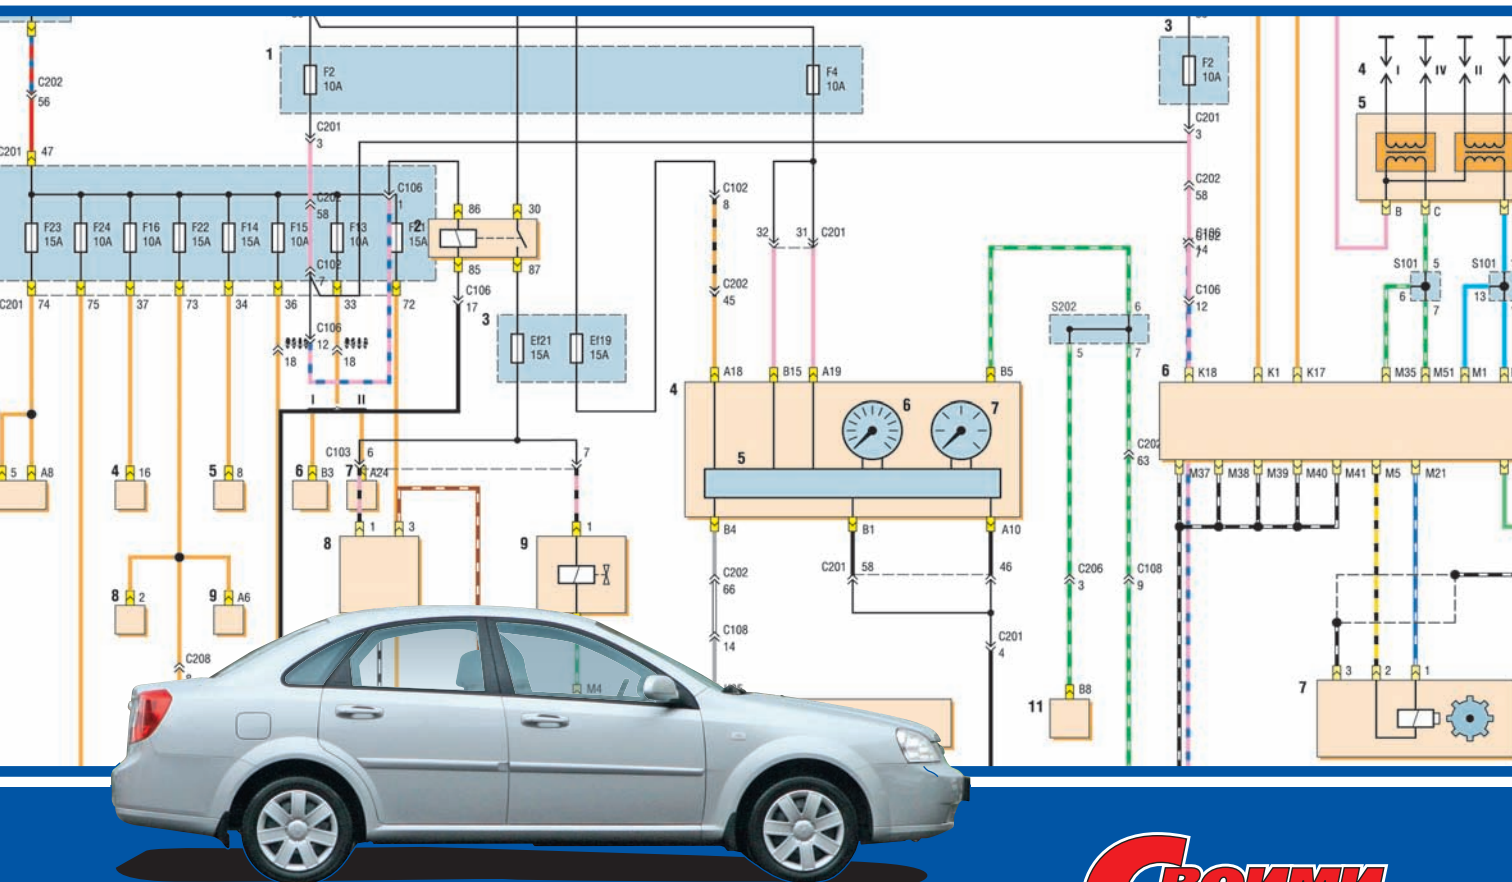 1
F2
10A
F4
10A
3
F2
10A
4
I
IV
II
5
C202
56
C201
47
C201
3
C201
3
C202
58
C202
58
C106
1
C102
8
F23
15A
F24
10A
F16
10A
F22
15A
F14
15A
F15
10A
F13
10A
15A
2
86
30
85
87
32
31
C201
B
C
C102
7
C106
17
C202
45
C106
12
S101
5
6
7
S101
13
C201
74
75
37
73
34
36
33
72
3
Ef21
15A
Ef19
15A
S202
6
5
7
C106
12
18
18
A18
B15
A19
B5
6
K18
K1
K17
M35
M51
M1
I
II
4
6
7
5
C103
6
7
C202
63
5
A8
4
16
5
8
6
B3
7
A24
M37
M38
M39
M40
M41
M5
M21
1
3
1
8
9
B4
B1
A10
C202
66
C201
58
46
C206
3
C108
9
8
2
9
A6
C108
14
C201
4
C208
M4
11
B8
3
2
1
7
СВОИМИ